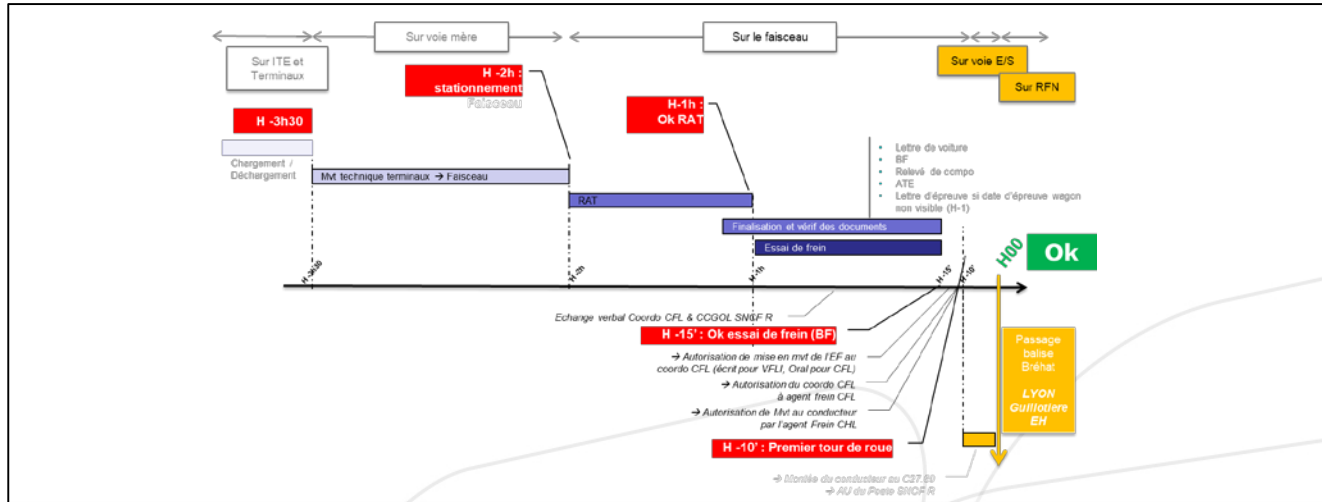 Sur voie mère
Sur le faisceau
Sur ITE et
Terminaux
Sur voie E/S
Sur RFN
H -2h :
stationnement
Faisceau
H-1h :
Ok RAT
H -3h30
Chargement /
Déchargement
Mvt technique terminaux → Faisceau
RAT
• Lettre de voiture
• BF
• Relevé de compo
• ATE
• Lettre d'épreuve si date d'épreuve wagon
non visible (H-1)
Finalisation et vérif des documents
Essai de frein
H00
Ok
H -3h30
H -2h
H -1h
H -15'
H -10'
Echange verbal Coordo CFL & CCGOL SNCF R
H -15' : Ok essai de frein (BF)
→ Autorisation de mise en mvt de l'EF au
coordo CFL (écrit pour VFLI, Oral pour CFL)
→ Autorisation du coordo CFL
à agent frein CFL
→ Autorisation de Mvt au conducteur
par l'agent Frein CHL
H -10' : Premier tour de roue
→ Montée du conducteur au C27.60
→ AU du Poste SNCF R
Passage
balise
Bréhat
LYON
Guillotière
EH